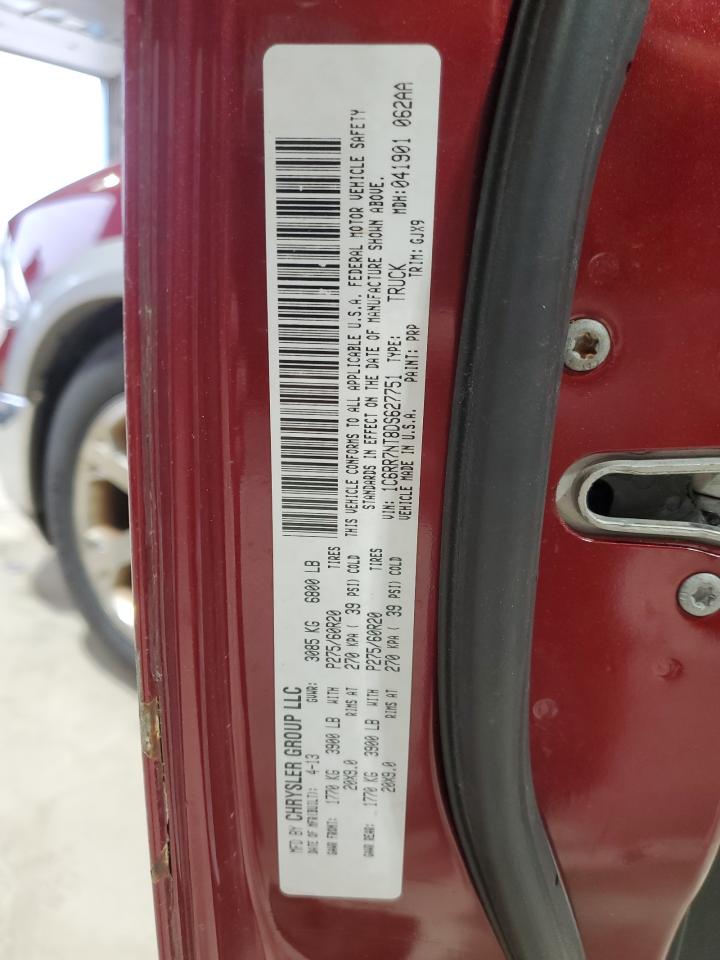 MFD BY CHRYSLER GROUP LLC
DATE OF MFR(BUILT): 4-13 GVWR: 3085 KG 6800 LB
GAWR FRONT: 1770 KG 3900 LB WITH P275/60R20 TIRES
20X9.0 RIMS AT 270 KPA ( 39 PSI) COLD
GAWR REAR: 1770 KG 3900 LB WITH P275/60R20 TIRES
20X9.0 RIMS AT 270 KPA ( 39 PSI) COLD
THIS VEHICLE CONFORMS TO ALL APPLICABLE U.S.A. FEDERAL MOTOR VEHICLE SAFETY
STANDARDS IN EFFECT ON THE DATE OF MANUFACTURE SHOWN ABOVE.
VIN: 1C6RR7NT8DS627751 TYPE: TRUCK MDH:041901 062AA
VEHICLE MADE IN U.S.A. PAINT: PRP TRIM: GJX9